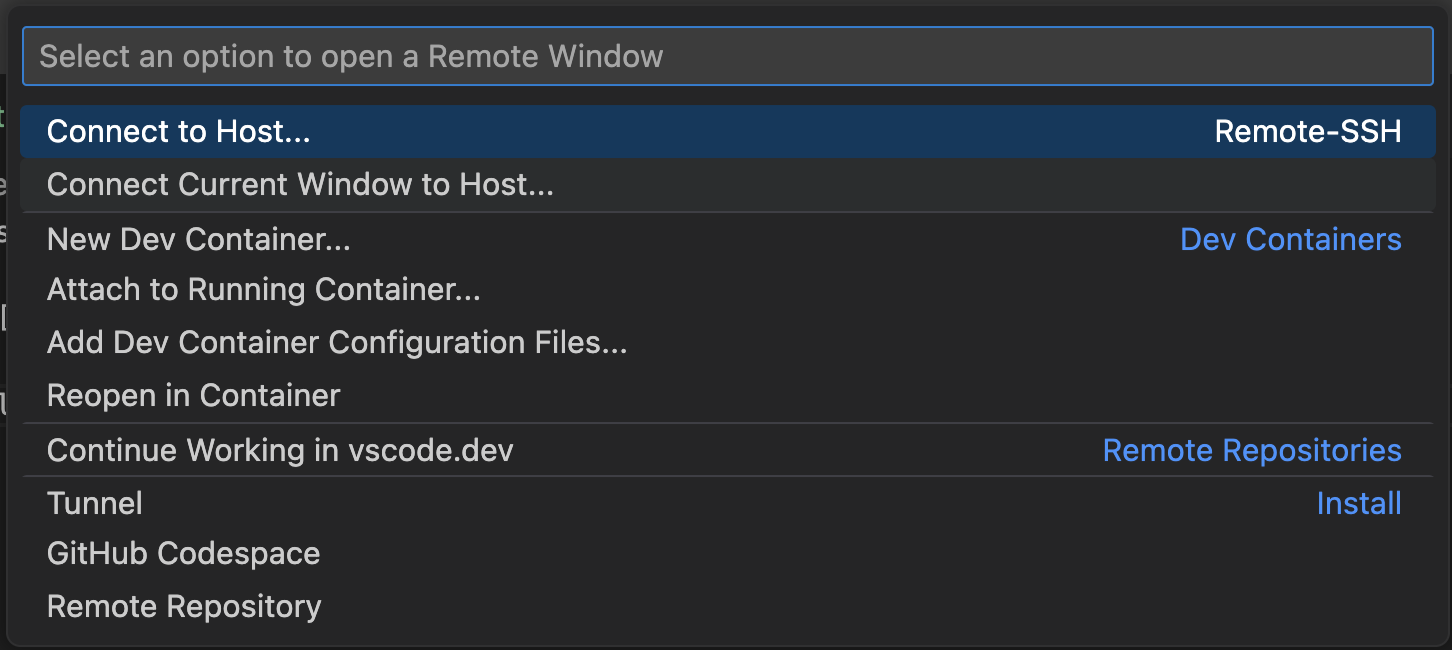 Select an option to open a Remote Window
Connect to Host... Remote-SSH
Connect Current Window to Host...
New Dev Container... Dev Containers
Attach to Running Container...
Add Dev Container Configuration Files...
Reopen in Container
Continue Working in vscode.dev Remote Repositories
Tunnel Install
GitHub Codespace
Remote Repository